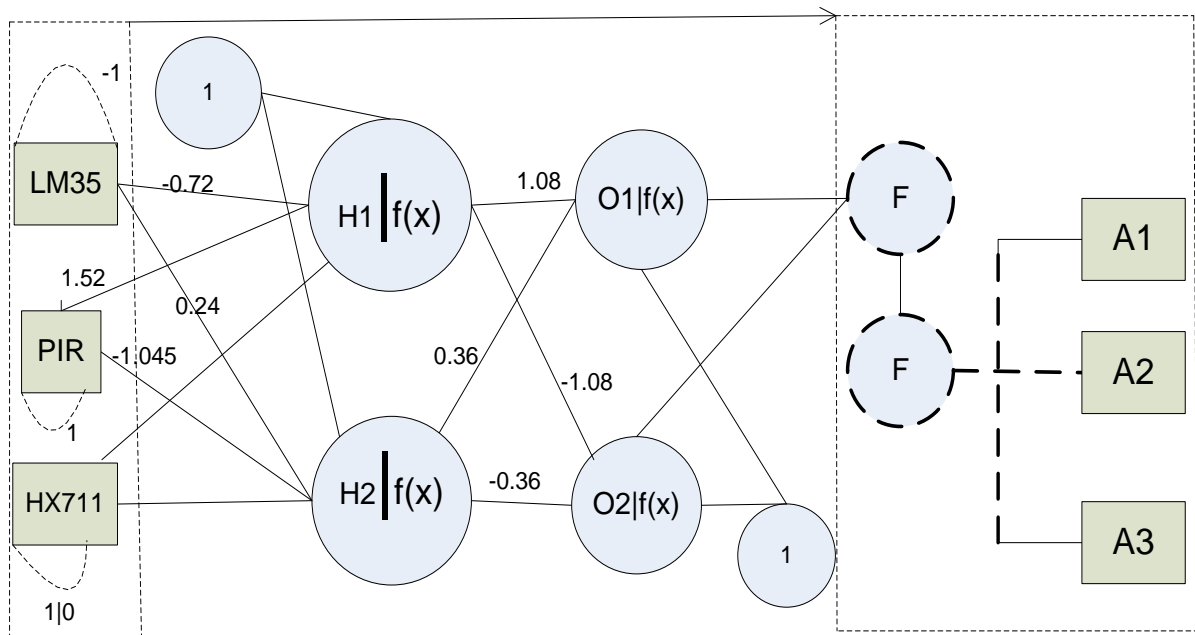 -1
1
LM35
-0.72
H1|f(x)
1.08
O1|f(x)
F
A1
1.52
0.24
PIR
-1.045
0.36
-1.08
F
A2
1
HX711
H2|f(x)
-0.36
O2|f(x)
1
A3
1|0